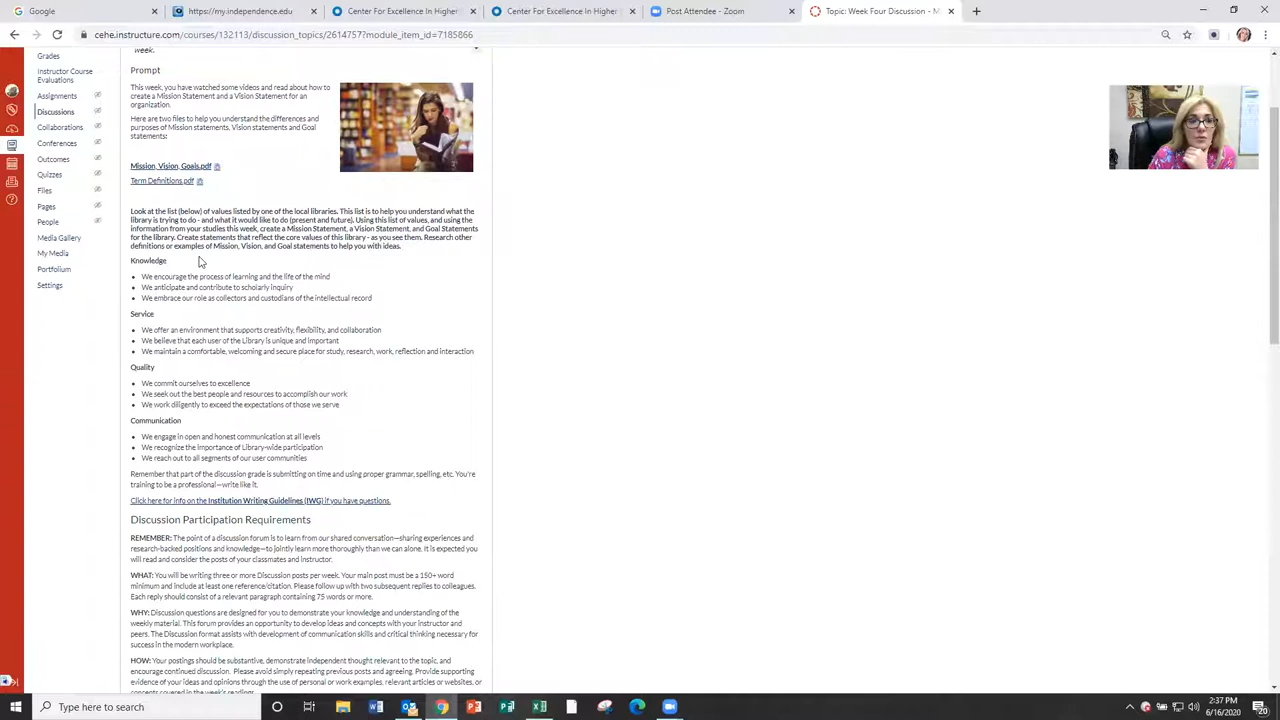 Google
https://my.independence.edu
Center For Excellence In Higher
Center For Excellence In Higher
Post Attendee - Zoom
Topic: Week Four Discussion - M
cehe.instructure.com/courses/132113/discussion_topics/2614757?module_item_id=7185866
Grades
Instructor Course
Evaluations
Assignments
Discussions
Collaborations
Conferences
Outcomes
Quizzes
Files
Pages
People
Media Gallery
My Media
Portfolium
Settings
week.
Prompt
This week, you have watched some videos and read about how to
create a Mission Statement and a Vision Statement for an
organization.
Here are two files to help you understand the differences and
purposes of Mission statements, Vision statements and Goal
statements:
Mission, Vision, Goals.pdf
Term Definitions.pdf
Look at the list (below) of values listed by one of the local libraries. This list is to help you understand what the
library is trying to do - and what it would like to do (present and future). Using this list of values, and using the
information from your studies this week, create a Mission Statement, a Vision Statement, and Goal Statements
for the library. Create statements that reflect the core values of this library - as you see them. Research other
definitions or examples of Mission, Vision, and Goal statements to help you with ideas.
Knowledge
• We encourage the process of learning and the life of the mind
• We anticipate and contribute to scholarly inquiry
• We embrace our role as collectors and custodians of the intellectual record
Service
• We offer an environment that supports creativity, flexibility, and collaboration
• We believe that each user of the Library is unique and important
• We maintain a comfortable, welcoming and secure place for study, research, work, reflection and interaction
Quality
• We commit ourselves to excellence
• We seek out the best people and resources to accomplish our work
• We work diligently to exceed the expectations of those we serve
Communication
• We engage in open and honest communication at all levels
• We recognize the importance of Library-wide participation
• We reach out to all segments of our user communities
Remember that part of the discussion grade is submitting on time and using proper grammar, spelling, etc. You're
training to be a professional—write like it.
Click here for info on the Institution Writing Guidelines (IWG) if you have questions.
Discussion Participation Requirements
REMEMBER: The point of a discussion forum is to learn from our shared conversation—sharing experiences and
research-backed positions and knowledge—to jointly learn more thoroughly than we can alone. It is expected you
will read and consider the posts of your classmates and instructor.
WHAT: You will be writing three or more Discussion posts per week. Your main post must be a 150+ word
minimum and include at least one reference/citation. Please follow up with two subsequent replies to colleagues.
Each reply should consist of a relevant paragraph containing 75 words or more.
WHY: Discussion questions are designed for you to demonstrate your knowledge and understanding of the
weekly material. This forum provides an opportunity to develop ideas and concepts with your instructor and
peers. The Discussion format assists with development of communication skills and critical thinking necessary for
success in the modern workplace.
HOW: Your postings should be substantive, demonstrate independent thought relevant to the topic, and
encourage continued discussion. Please avoid simply repeating previous posts and agreeing. Provide supporting
evidence of your ideas and opinions through the use of personal or work examples, relevant articles or websites, or
concepts covered in the week's readings.
Type here to search
2:37 PM
6/16/2020
20